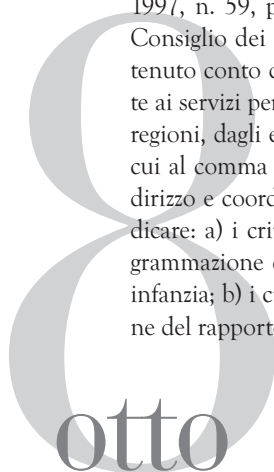 1997, n. 59, p
Consiglio dei
tenuto conto
te ai servizi per
regioni, dagli e
cui al comma
dirizzo e coord
dicare: a) i crit
grammazione
infanzia; b) i c
ne del rapport
8
otto